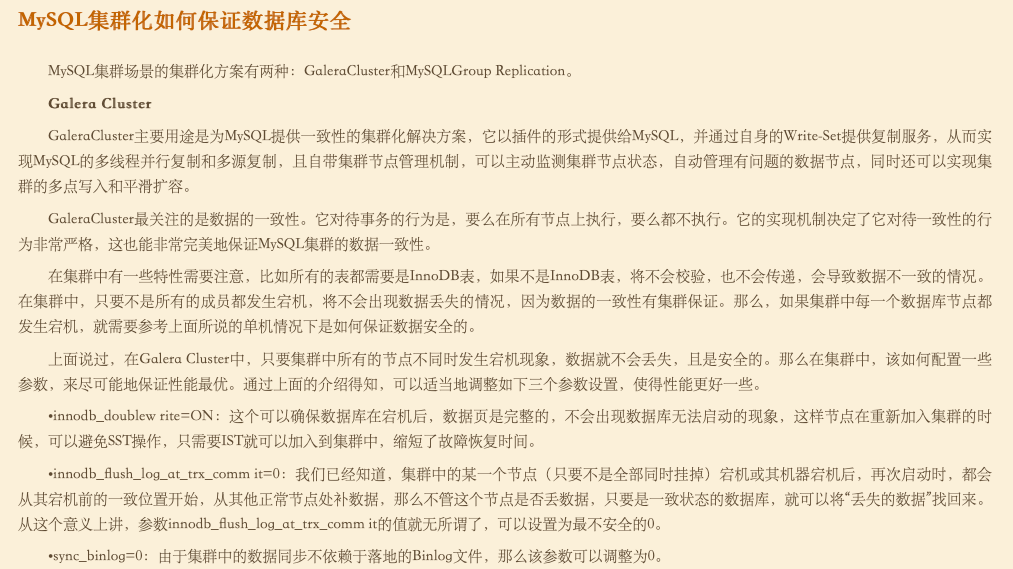 MySQL集群化如何保证数据库安全
MySQL集群场景的集群化方案有两种：GaleraCluster和MySQLGroup Replication。
Galera Cluster
GaleraCluster主要用途是为MySQL提供一致性的集群化解决方案，它以插件的形式提供给MySQL，并通过自身的Write-Set提供复制服务，从而实
现MySQL的多线程并行复制和多源复制，且自带集群节点管理机制，可以主动监测集群节点状态，自动管理有问题的数据节点，同时还可以实现集
群的多点写入和平滑扩容。
GaleraCluster最关注的是数据的一致性。它对待事务的行为是，要么在所有节点上执行，要么都不执行。它的实现机制决定了它对待一致性的行
为非常严格，这也能非常完美地保证MySQL集群的数据一致性。
在集群中有一些特性需要注意，比如所有的表都需要是InnoDB表，如果不是InnoDB表，将不会校验，也不会传递，会导致数据不一致的情况。
在集群中，只要不是所有的成员都发生宕机，将不会出现数据丢失的情况，因为数据的一致性有集群保证。那么，如果集群中每一个数据库节点都
发生宕机，就需要参考上面所说的单机情况下是如何保证数据安全的。
上面说过，在Galera Cluster中，只要集群中所有的节点不同时发生宕机现象，数据就不会丢失，且是安全的。那么在集群中，该如何配置一些
参数，来尽可能地保证性能最优。通过上面的介绍得知，可以适当地调整如下三个参数设置，使得性能更好一些。
•innodb_doublew rite=ON：这个可以确保数据库在宕机后，数据页是完整的，不会出现数据库无法启动的现象，这样节点在重新加入集群的时
候，可以避免SST操作，只需要IST就可以加入到集群中，缩短了故障恢复时间。
•innodb_flush_log_at_trx_comm it=0：我们已经知道，集群中的某一个节点（只要不是全部同时挂掉）宕机或其机器宕机后，再次启动时，都会
从其宕机前的一致位置开始，从其他正常节点处补数据，那么不管这个节点是否丢数据，只要是一致状态的数据库，就可以将“丢失的数据”找回来。
从这个意义上讲，参数innodb_flush_log_at_trx_comm it的值就无所谓了，可以设置为最不安全的0。
•sync_binlog=0：由于集群中的数据同步不依赖于落地的Binlog文件，那么该参数可以调整为0。